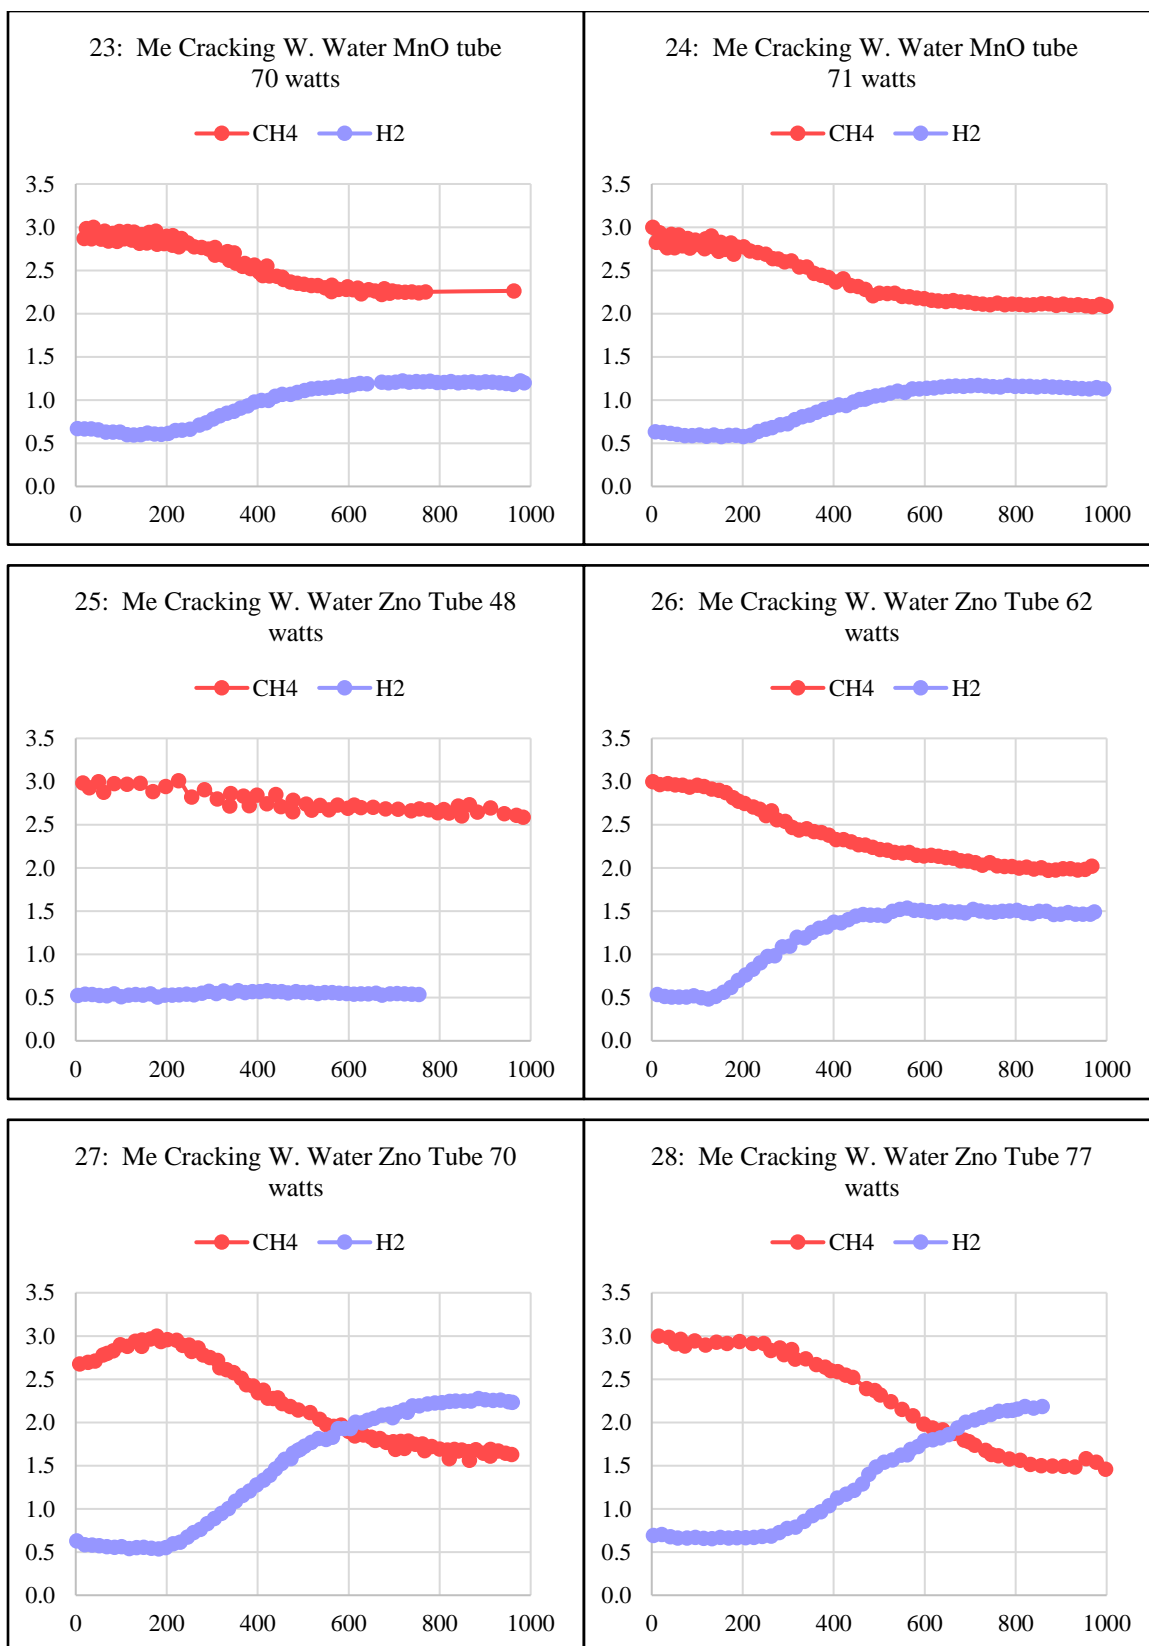 23:  Me Cracking W. Water MnO tube
70 watts
CH4 H2
3.5
3.0
2.5
2.0
1.5
1.0
0.5
0.0
0 200 400 600 800 1000
24:  Me Cracking W. Water MnO tube
71 watts
CH4 H2
3.5
3.0
2.5
2.0
1.5
1.0
0.5
0.0
0 200 400 600 800 1000
25:  Me Cracking W. Water Zno Tube 48
watts
CH4 H2
3.5
3.0
2.5
2.0
1.5
1.0
0.5
0.0
0 200 400 600 800 1000
26:  Me Cracking W. Water Zno Tube 62
watts
CH4 H2
3.5
3.0
2.5
2.0
1.5
1.0
0.5
0.0
0 200 400 600 800 1000
27:  Me Cracking W. Water Zno Tube 70
watts
CH4 H2
3.5
3.0
2.5
2.0
1.5
1.0
0.5
0.0
0 200 400 600 800 1000
28:  Me Cracking W. Water Zno Tube 77
watts
CH4 H2
3.5
3.0
2.5
2.0
1.5
1.0
0.5
0.0
0 200 400 600 800 1000